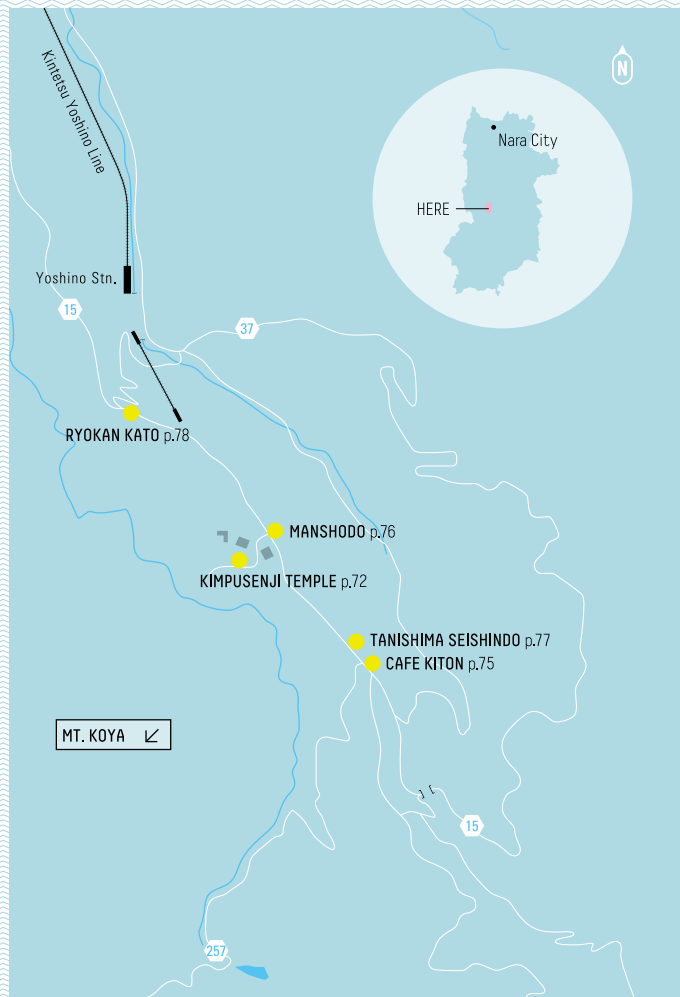 N
Kintetsu Yoshino Line
Nara City
HERE
Yoshino Stn.
15
37
RYOKAN KATO p.78
MANSHODO p.76
KIMPUSENJI TEMPLE p.72
TANISHIMA SEISHINDO p.77
CAFE KITON p.75
MT. KOYA ↙
15
257